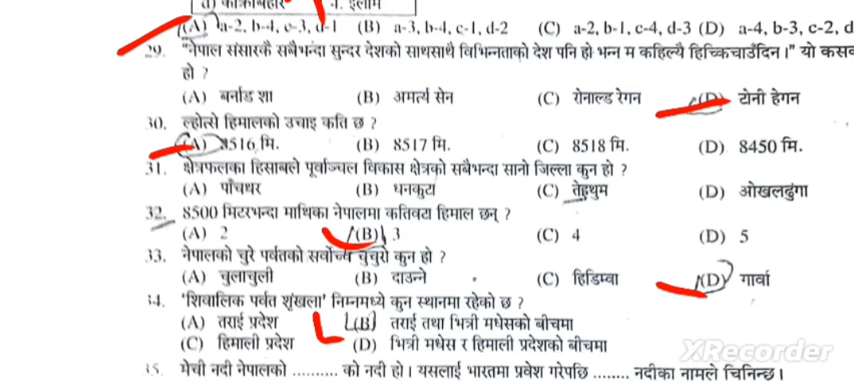 d) काँक्रेबिहार 4. इलाम
(A) a-2, b-4, c-3, d-1 (B) a-3, b-4, c-1, d-2 (C) a-2, b-1, c-4, d-3 (D) a-4, b-3, c-2, d
29. "नेपाल संसारकै सबैभन्दा सुन्दर देशको साथसाथै विभिन्नताको देश पनि हो भन्न म कहिल्यै हिच्किचाउँदिन।" यो कसक
हो ?
(A) बर्नाड शा (B) अमर्त्य सेन (C) रोनाल्ड रेगन (D) टोनी हेगन
30. ल्होत्से हिमालको उचाइ कति छ ?
(A) 8516 मि. (B) 8517 मि. (C) 8518 मि. (D) 8450 मि.
31. क्षेत्रफलका हिसाबले पूर्वाञ्चल विकास क्षेत्रको सबैभन्दा सानो जिल्ला कुन हो ?
(A) पाँचथर (B) धनकुटा (C) तेह्रथुम (D) ओखलढुंगा
32. 8500 मिटरभन्दा माथिका नेपालमा कतिवटा हिमाल छन् ?
(A) 2 (B) 3 (C) 4 (D) 5
33. नेपालको चुरे पर्वतको सर्वोच्च चुचुरो कुन हो ?
(A) चुलाचुली (B) दाउन्ने (C) हिडिम्वा (D) गार्वा
34. 'शिवालिक पर्वत शृंखला' निम्नमध्ये कुन स्थानमा रहेको छ ?
(A) तराई प्रदेश (B) तराई तथा भित्री मधेसको बीचमा
(C) हिमाली प्रदेश (D) भित्री मधेस र हिमाली प्रदेशको बीचमा
35. मेची नदी नेपालको .......... को नदी हो। यसलाई भारतमा प्रवेश गरेपछि ........ नदीका नामले चिनिन्छ।
XRecorder